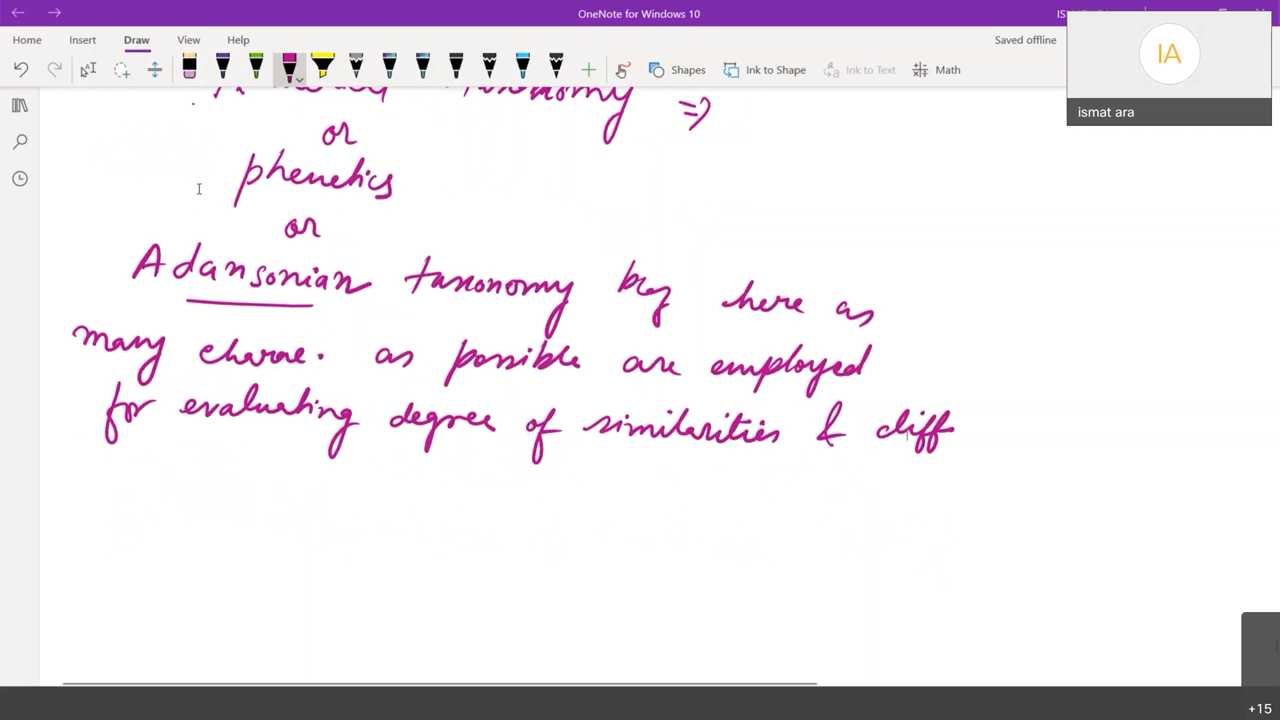 OneNote for Windows 10
Home Insert Draw View Help Saved offline
IA
Shapes Ink to Shape Ink to Text Math
ismat ara
taxonomy =>
or
phenetics
or
Adansonian taxonomy bcz here as
many charac. as possible are employed
for evaluating degree of similarities & diff
+15